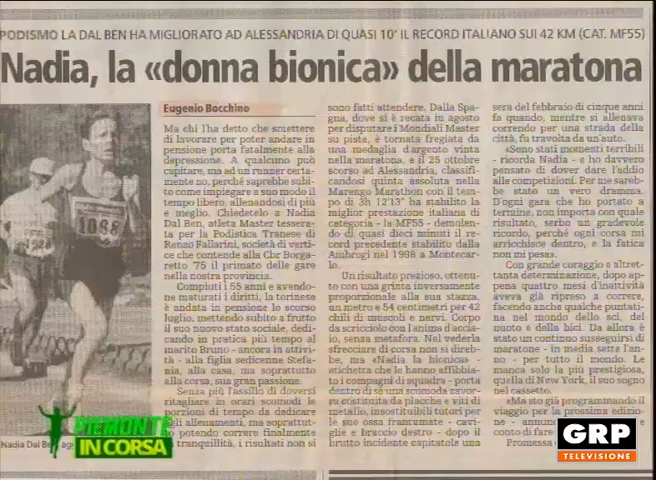 PODISMO LA DAL BEN HA MIGLIORATO AD ALESSANDRIA DI QUASI 10' IL RECORD ITALIANO SUI 42 KM (CAT. MF55)
Nadia, la «donna bionica» della maratona
Eugenio Bocchino
Ma chi l'ha detto che smettere
di lavorare per poter andare in
pensione porta fatalmente alla
depressione. A qualcuno può
capitare, ma ad un runner certa-
mente no, perché saprebbe subi-
to come impiegare a suo modo il
tempo libero, allenandosi di più
e meglio. Chiedetelo a Nadia
Dal Ben, atleta Master tessera-
ta per la Podistica Tranese di
Renzo Fallarini, società di verti-
ce che contende alla Cbr Borga-
retto '75 il primato delle gare
nella nostra provincia.
Compiuti i 55 anni e avendo-
ne maturati i diritti, la torinese
è andata in pensione lo scorso
luglio, mettendo subito a frutto
il suo nuovo stato sociale, dedi-
cando in pratica più tempo al
marito Bruno - ancora in attivi-
tà - alla figlia sedicenne Stefa-
nia, alla casa, ma soprattutto
alla corsa, sua gran passione.
Senza più l'assillo di doversi
ritagliare in orari scomodi le
porzioni di tempo da dedicare
gli allenamenti, ma soprattut-
potendo correre finalmente
tranquillità, i risultati non si
sono fatti attendere. Dalla Spa-
gna, dove si è recata in agosto
per disputare i Mondiali Master
su pista, è tornata fregiata da
una medaglia d'argento vinta
nella maratona, e il 25 ottobre
scorso ad Alessandria, classifi-
candosi quinta assoluta nella
Marengo Marathon con il tem-
po di 3h 12'13" ha stabilito la
miglior prestazione italiana di
categoria - la MF55 - demolen-
do di quasi dieci minuti il re-
cord precedente stabilito dalla
Ambrogi nel 1998 a Montecar-
lo.
Un risultato prezioso, ottenu-
to con una grinta inversamente
proporzionale alla sua stazza,
un metro e 54 centimetri per 42
chili di muscoli e nervi. Corpo
da scricciolo con l'anima d'accia-
io, senza metafora. Nel vederla
sfrecciare di corsa non si direb-
be, ma «Nadia la bionica» -
etichetta che le hanno affibbia-
to i compagni di squadra - porta
dentro di sé una scomoda zavor-
ra costituita da placche e viti di
metallo, insostituibili tutori per
le sue ossa frantumate - cavi-
glie e braccio destro - dopo il
brutto incidente capitatole una
sera del febbraio di cinque anni
fa quando, mentre si allenava
correndo per una strada della
città, fu travolta da un'auto.
«Sono stati momenti terribili
- ricorda Nadia - e ho davvero
pensato di dover dare l'addio
alle competizioni. Per me sareb-
be stato un vero dramma.
D'ogni gara che ho portato a
termine, non importa con quale
risultato, serbo un gradevole
ricordo, perché ogni corsa mi
arricchisce dentro, e la fatica
non mi pesa».
Con grande coraggio e altret-
tanta determinazione, dopo ap-
pena quattro mesi d'inattività
aveva già ripreso a correre,
facendo anche qualche puntati-
na nel mondo dello sci, del
nuoto e della bici. Da allora è
stato un continuo susseguirsi di
maratone - in media sette l'an-
no - per tutto il mondo. Le
manca solo la più prestigiosa,
quella di New York, il suo sogno
nel cassetto.
«Ma sto già programmando il
viaggio per la prossima edizio-
ne - annun
conto di fare
Promessa
1088
Nadia Dal Ben
PIEMONTE
IN CORSA
GRP
TELEVISIONE